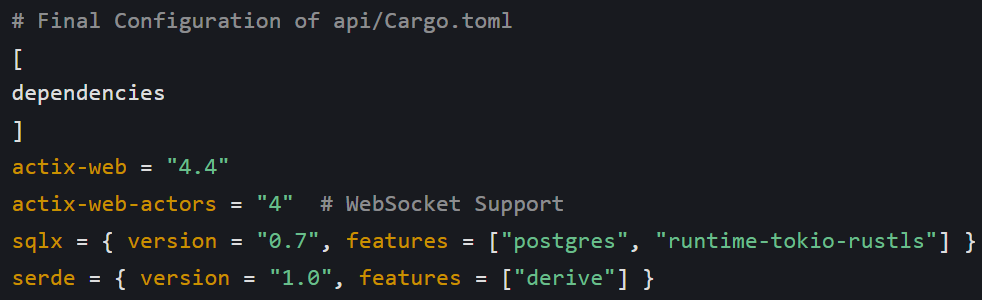 # Final Configuration of api/Cargo.toml
[
dependencies
]
actix-web = "4.4"
actix-web-actors = "4"  # WebSocket Support
sqlx = { version = "0.7", features = ["postgres", "runtime-tokio-rustls"] }
serde = { version = "1.0", features = ["derive"] }